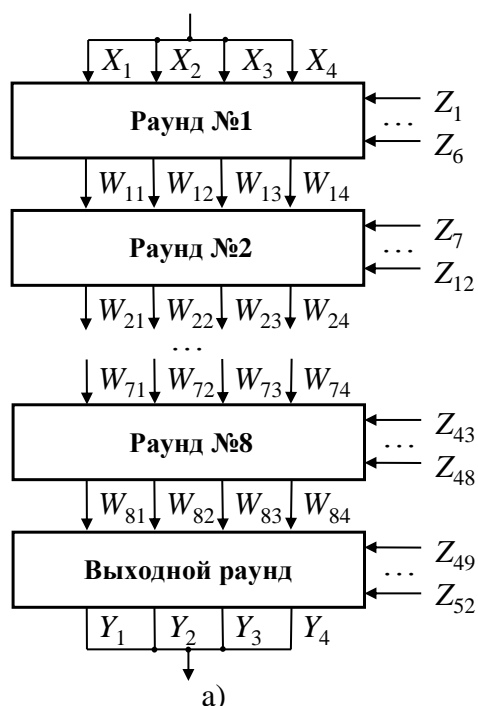 X₁ X₂ X₃ X₄
Раунд №1
Z₁
...
Z₆
W₁₁ W₁₂ W₁₃ W₁₄
Раунд №2
Z₇
...
Z₁₂
W₂₁ W₂₂ W₂₃ W₂₄
...
W₇₁ W₇₂ W₇₃ W₇₄
Раунд №8
Z₄₃
...
Z₄₈
W₈₁ W₈₂ W₈₃ W₈₄
Выходной раунд
Z₄₉
...
Z₅₂
Y₁ Y₂ Y₃ Y₄
а)